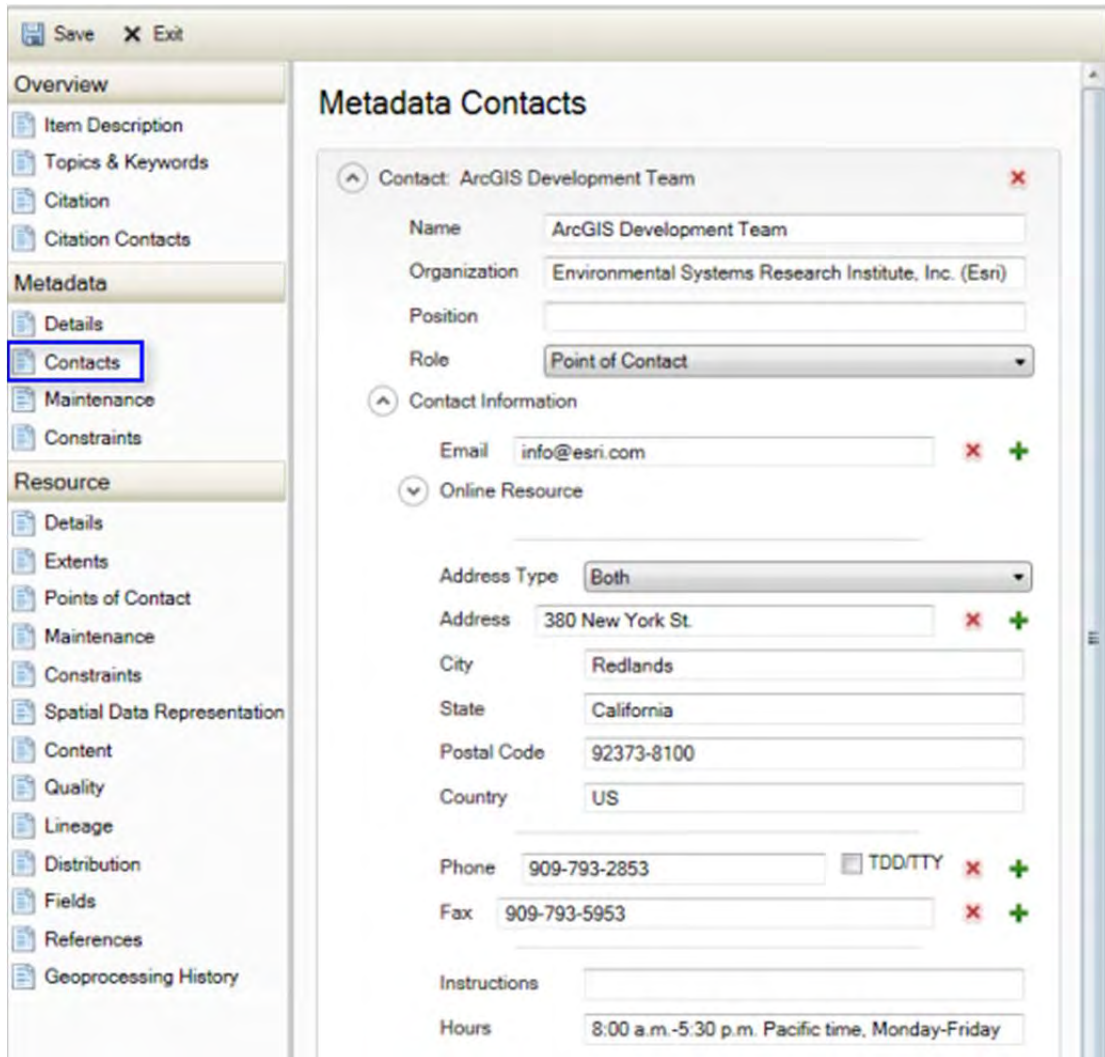 Save Exit
Overview
Item Description
Topics & Keywords
Citation
Citation Contacts
Metadata
Details
Contacts
Maintenance
Constraints
Resource
Details
Extents
Points of Contact
Maintenance
Constraints
Spatial Data Representation
Content
Quality
Lineage
Distribution
Fields
References
Geoprocessing History
Metadata Contacts
Contact: ArcGIS Development Team
Name ArcGIS Development Team
Organization Environmental Systems Research Institute, Inc. (Esri)
Position
Role Point of Contact
Contact Information
Email info@esri.com
Online Resource
Address Type Both
Address 380 New York St.
City Redlands
State California
Postal Code 92373-8100
Country US
Phone 909-793-2853 TDD/TTY
Fax 909-793-5953
Instructions
Hours 8:00 a.m.-5:30 p.m. Pacific time, Monday-Friday